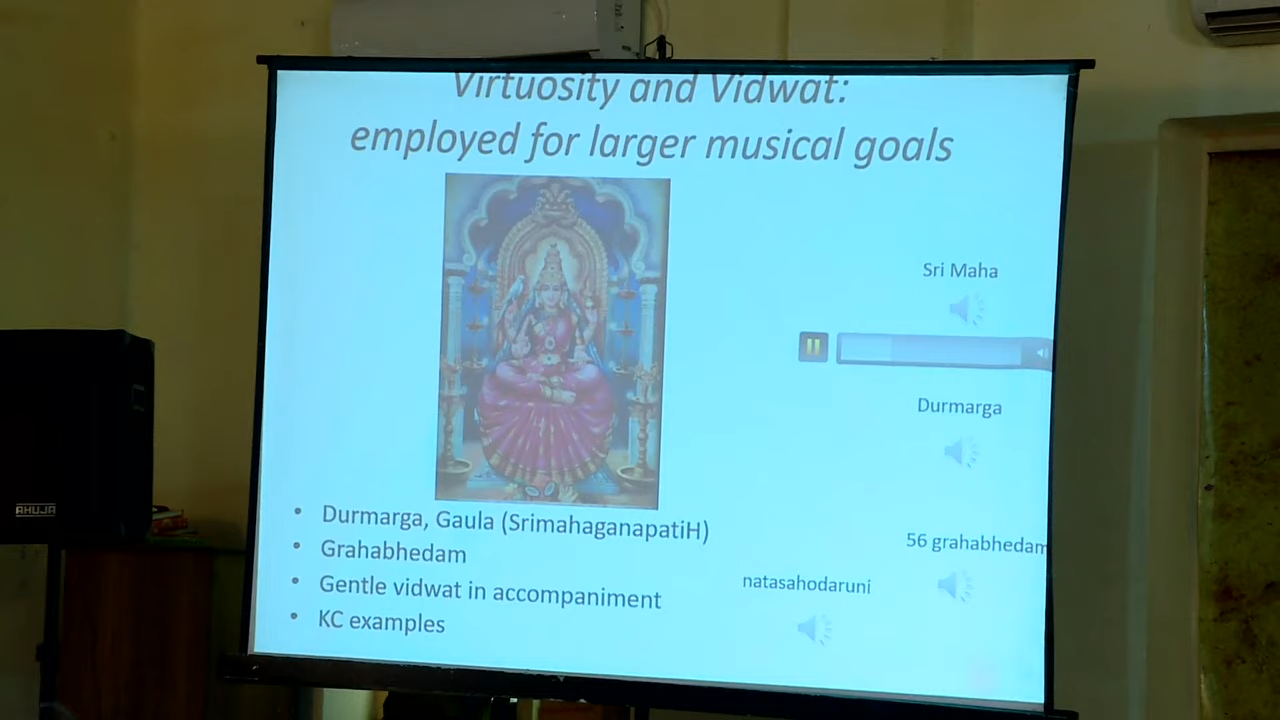 Virtuosity and Vidwat:
employed for larger musical goals
Sri Maha
Durmarga
56 grahabhedam
natasahodaruni
• Durmarga, Gaula (SrimahaganapatiH)
• Grahabhedam
• Gentle vidwat in accompaniment
• KC examples
AHUJA